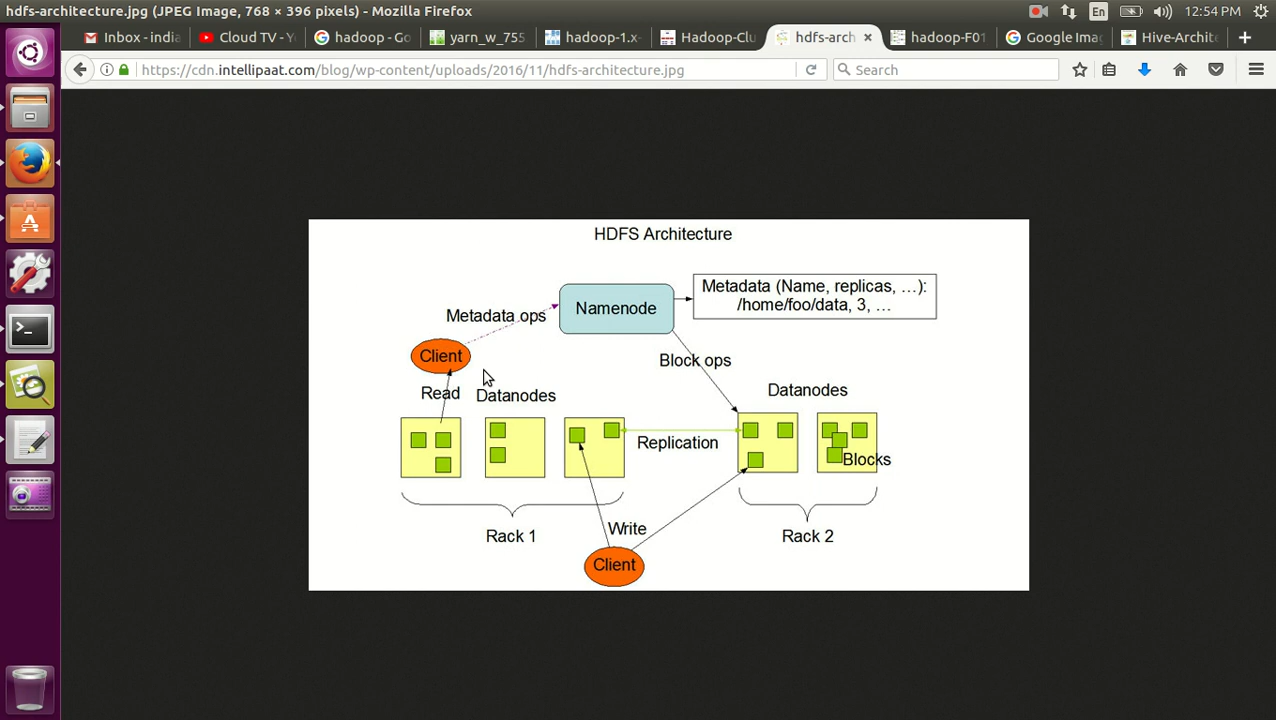 hdfs-architecture.jpg (JPEG Image, 768 × 396 pixels) - Mozilla Firefox
En
12:54 PM
Inbox - india
Cloud TV - Y
hadoop - Go
yarn_w_755
hadoop-1.x-
Hadoop-Clu
hdfs-arch
hadoop-F01
Google Ima
Hive-Archite
https://cdn.intellipaat.com/blog/wp-content/uploads/2016/11/hdfs-architecture.jpg
Search
HDFS Architecture
Metadata (Name, replicas, …):
/home/foo/data, 3, …
Namenode
Metadata ops
Client
Block ops
Read
Datanodes
Datanodes
Replication
Blocks
Rack 1
Write
Rack 2
Client